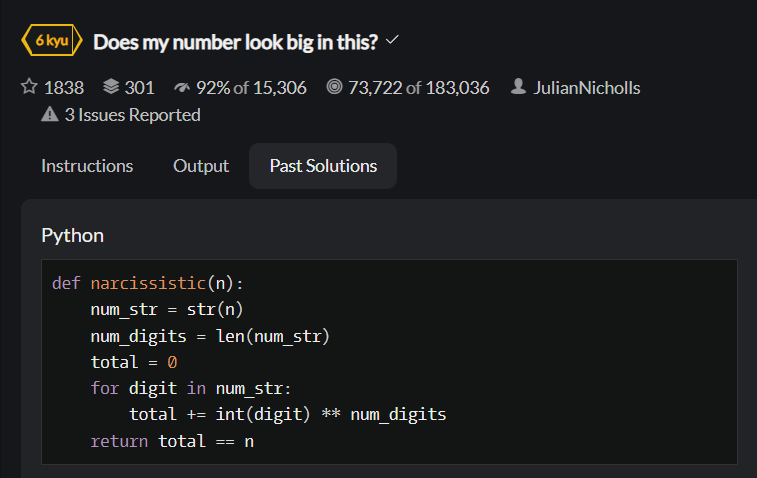 6 kyu Does my number look big in this?
1838 301 92% of 15,306 73,722 of 183,036 JulianNicholls
3 Issues Reported
Instructions Output Past Solutions
Python
def narcissistic(n):
    num_str = str(n)
    num_digits = len(num_str)
    total = 0
    for digit in num_str:
        total += int(digit) ** num_digits
    return total == n